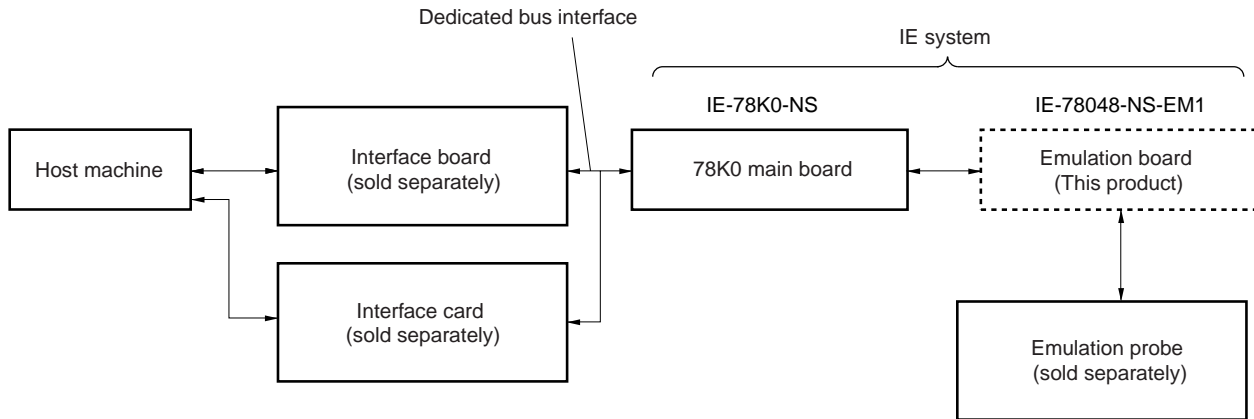 Dedicated bus interface
IE system
IE-78K0-NS
IE-78048-NS-EM1
Host machine
Interface board
(sold separately)
78K0 main board
Emulation board
(This product)
Interface card
(sold separately)
Emulation probe
(sold separately)